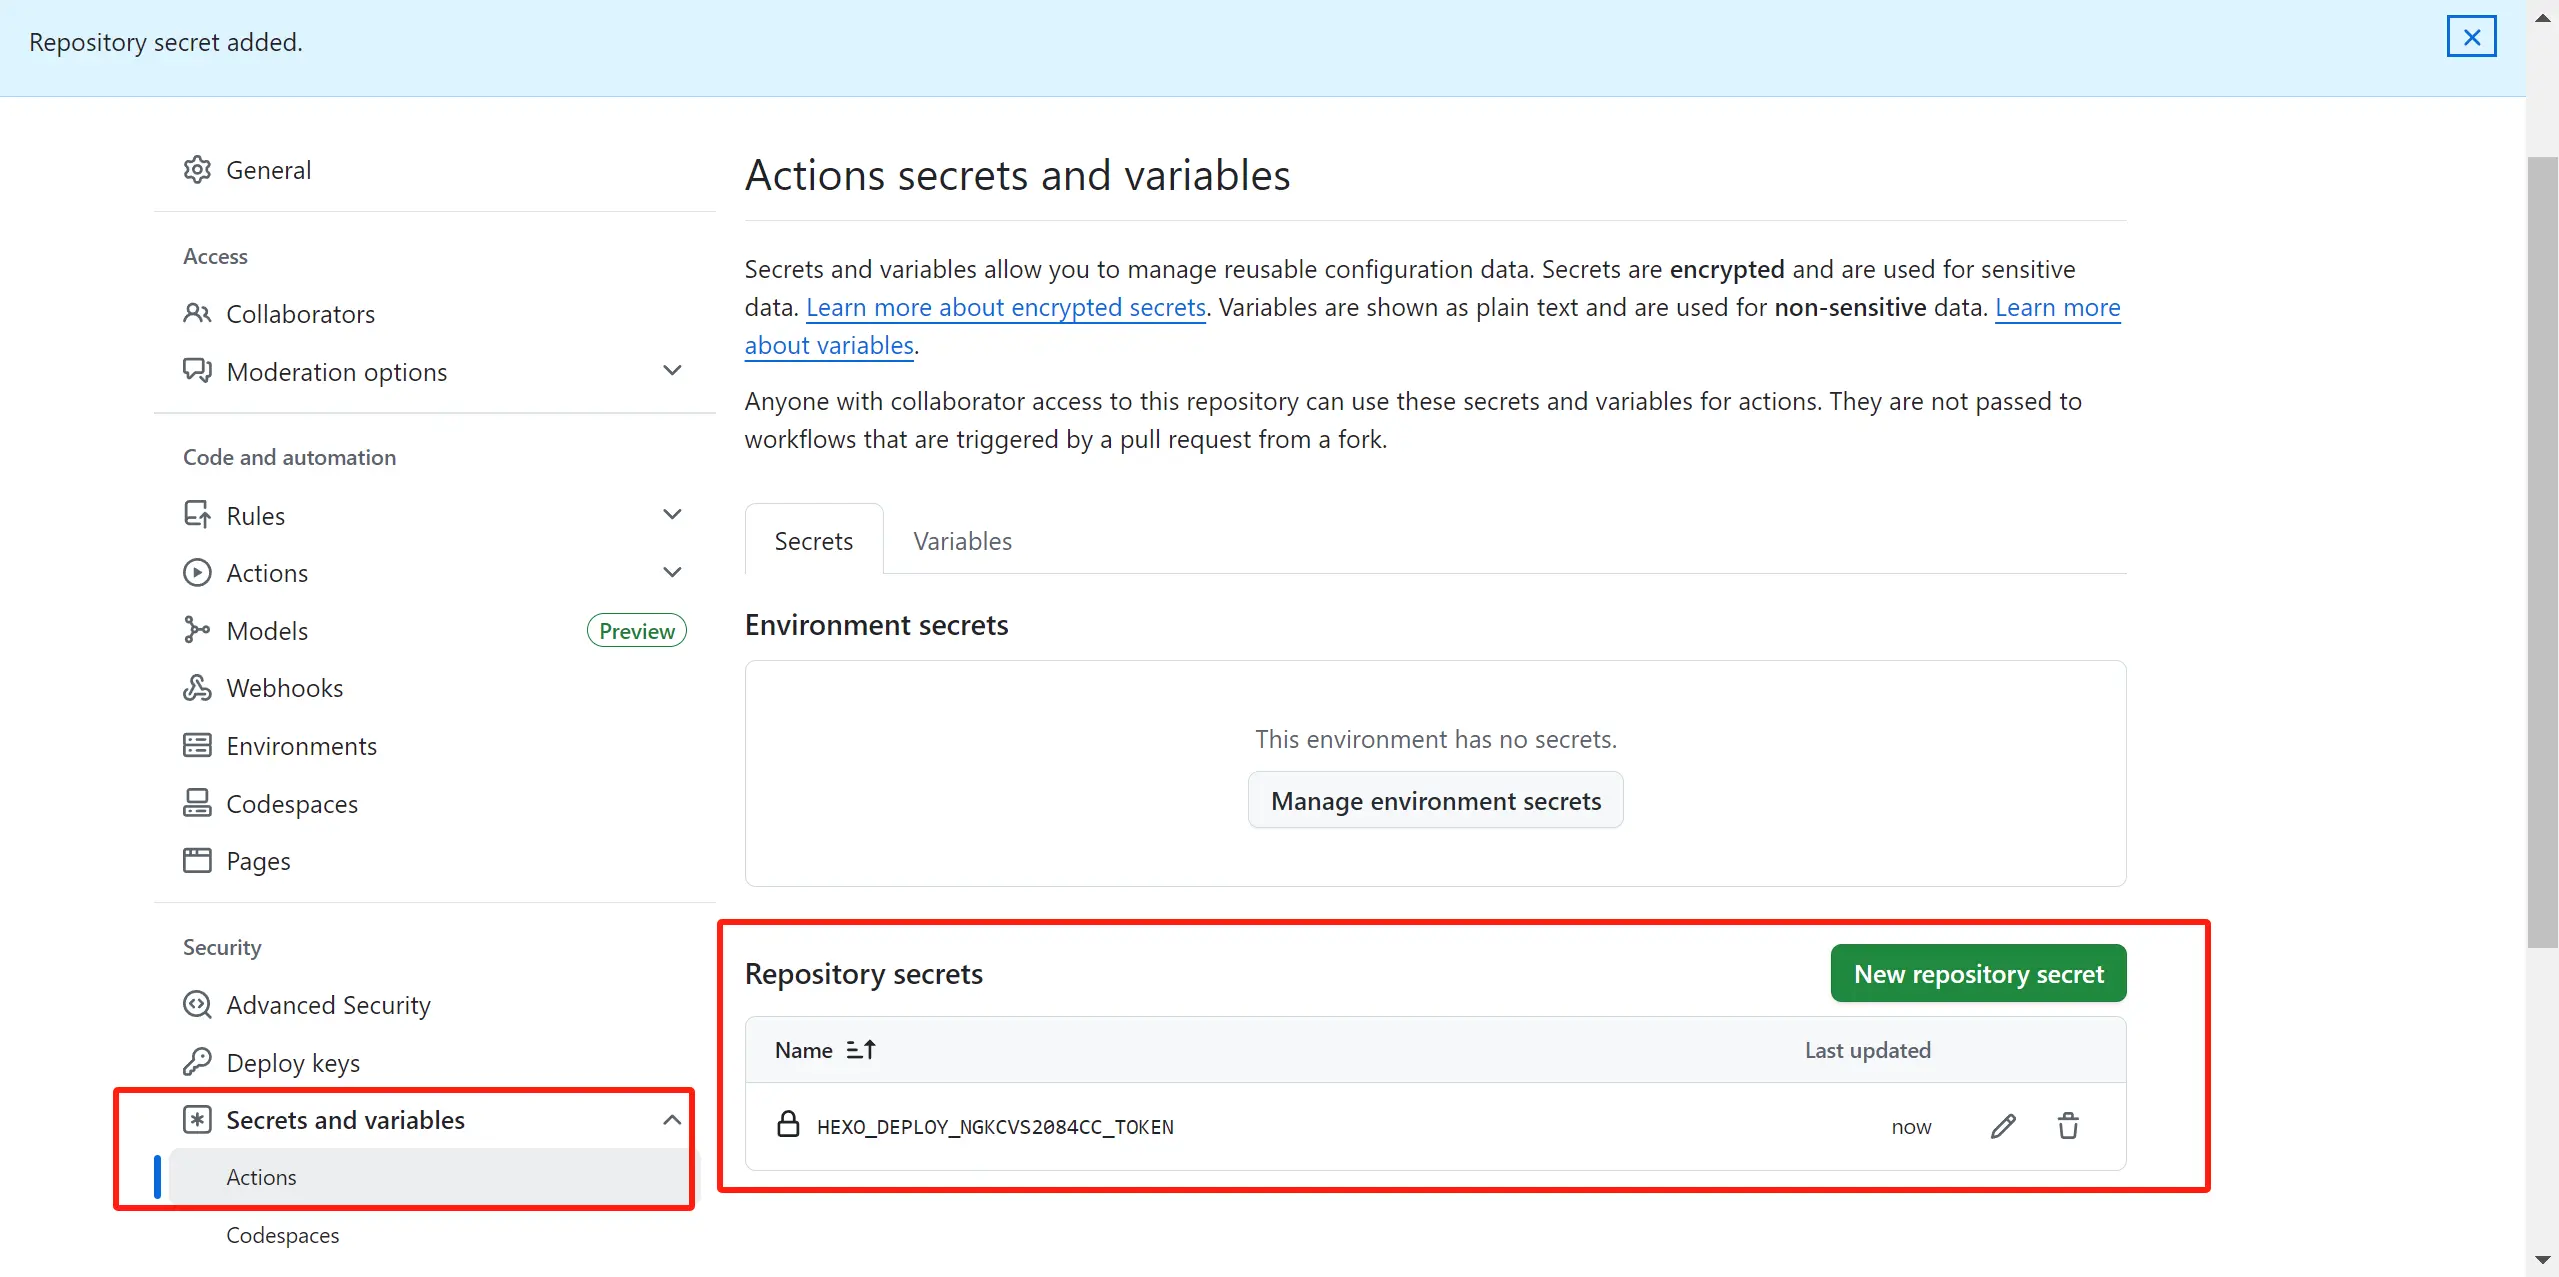 Repository secret added.
General
Access
Collaborators
Moderation options
Code and automation
Rules
Actions
Models
Preview
Webhooks
Environments
Codespaces
Pages
Security
Advanced Security
Deploy keys
Secrets and variables
Actions
Codespaces
Actions secrets and variables
Secrets and variables allow you to manage reusable configuration data. Secrets are encrypted and are used for sensitive
data. Learn more about encrypted secrets. Variables are shown as plain text and are used for non-sensitive data. Learn more
about variables.
Anyone with collaborator access to this repository can use these secrets and variables for actions. They are not passed to
workflows that are triggered by a pull request from a fork.
Secrets
Variables
Environment secrets
This environment has no secrets.
Manage environment secrets
Repository secrets
New repository secret
Name
Last updated
HEXO_DEPLOY_NGKCVS2084CC_TOKEN
now